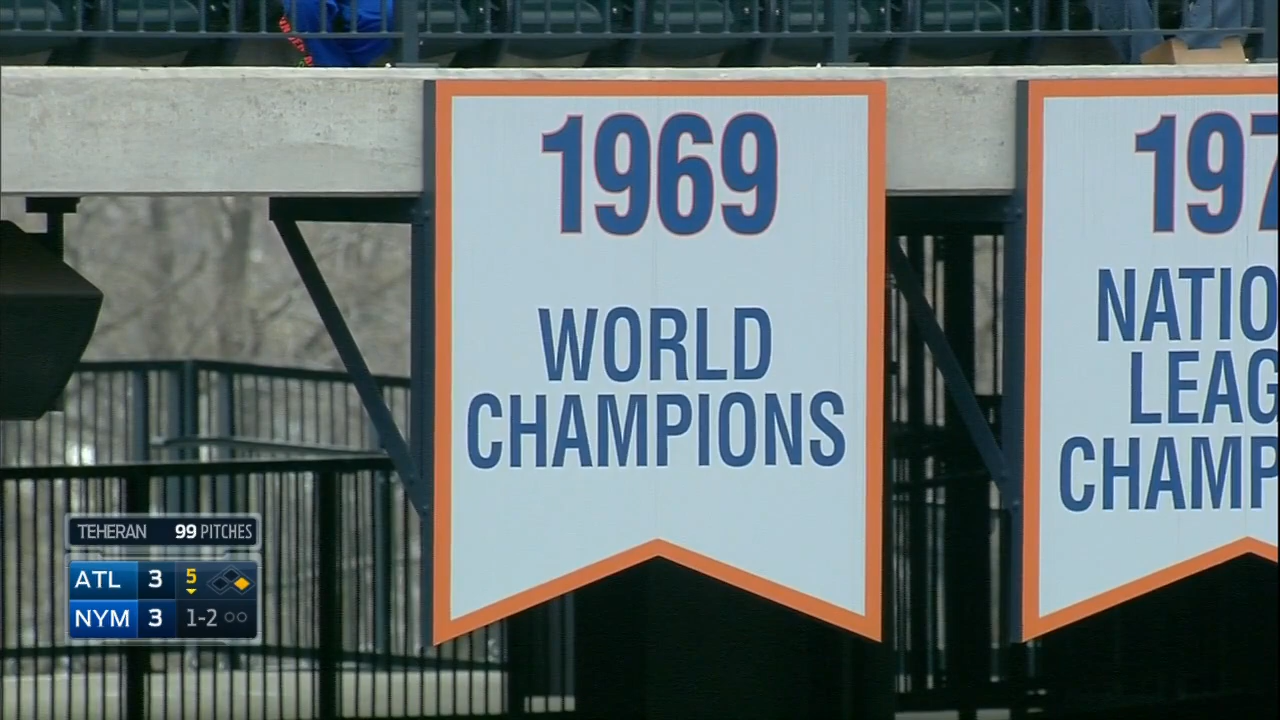 1969
WORLD
CHAMPIONS
197
NATIO
LEAG
CHAMP
TEHERAN 99 PITCHES
ATL 3 5
NYM 3 1-2